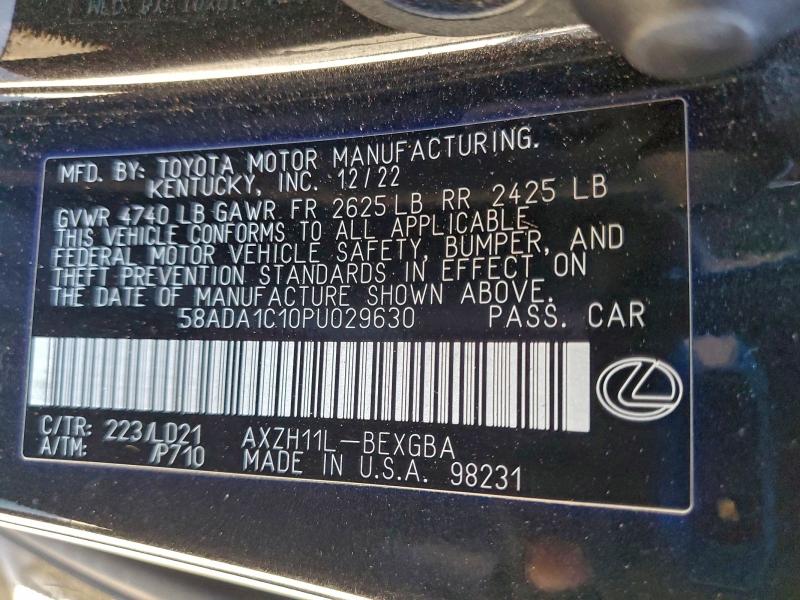 MFD. BY: TOYOTA MOTOR MANUFACTURING.
KENTUCKY, INC. 12/22
GVWR 4740 LB GAWR FR 2625 LB RR 2425 LB
THIS VEHICLE CONFORMS TO ALL APPLICABLE
FEDERAL MOTOR VEHICLE SAFETY, BUMPER, AND
THEFT PREVENTION STANDARDS IN EFFECT ON
THE DATE OF MANUFACTURE SHOWN ABOVE.
58ADA1C10PU029630 PASS. CAR
C/TR: 223/LD21 AXZH11L-BEXGBA
A/TM: /P710 MADE IN U.S.A. 98231